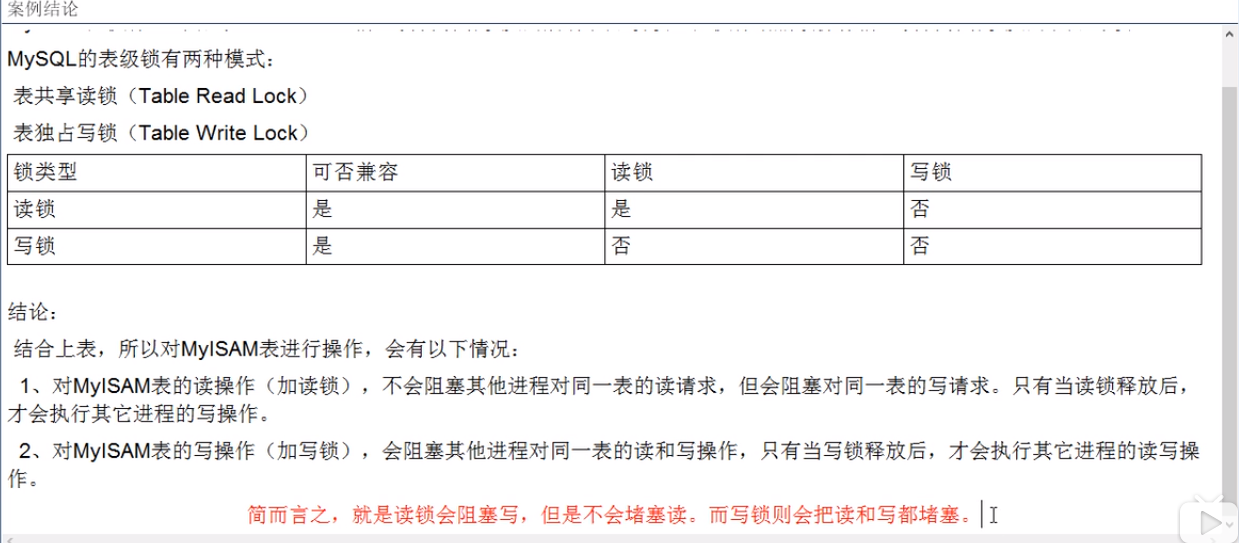 案例结论
MySQL的表级锁有两种模式：
表共享读锁（Table Read Lock）
表独占写锁（Table Write Lock）
锁类型 可否兼容 读锁 写锁
读锁 是 是 否
写锁 是 否 否
结论：
结合上表，所以对MyISAM表进行操作，会有以下情况：
1、对MyISAM表的读操作（加读锁），不会阻塞其他进程对同一表的读请求，但会阻塞对同一表的写请求。只有当读锁释放后，
才会执行其它进程的写操作。
2、对MyISAM表的写操作（加写锁），会阻塞其他进程对同一表的读和写操作，只有当写锁释放后，才会执行其它进程的读写操
作。
简而言之，就是读锁会阻塞写，但是不会堵塞读。而写锁则会把读和写都堵塞。